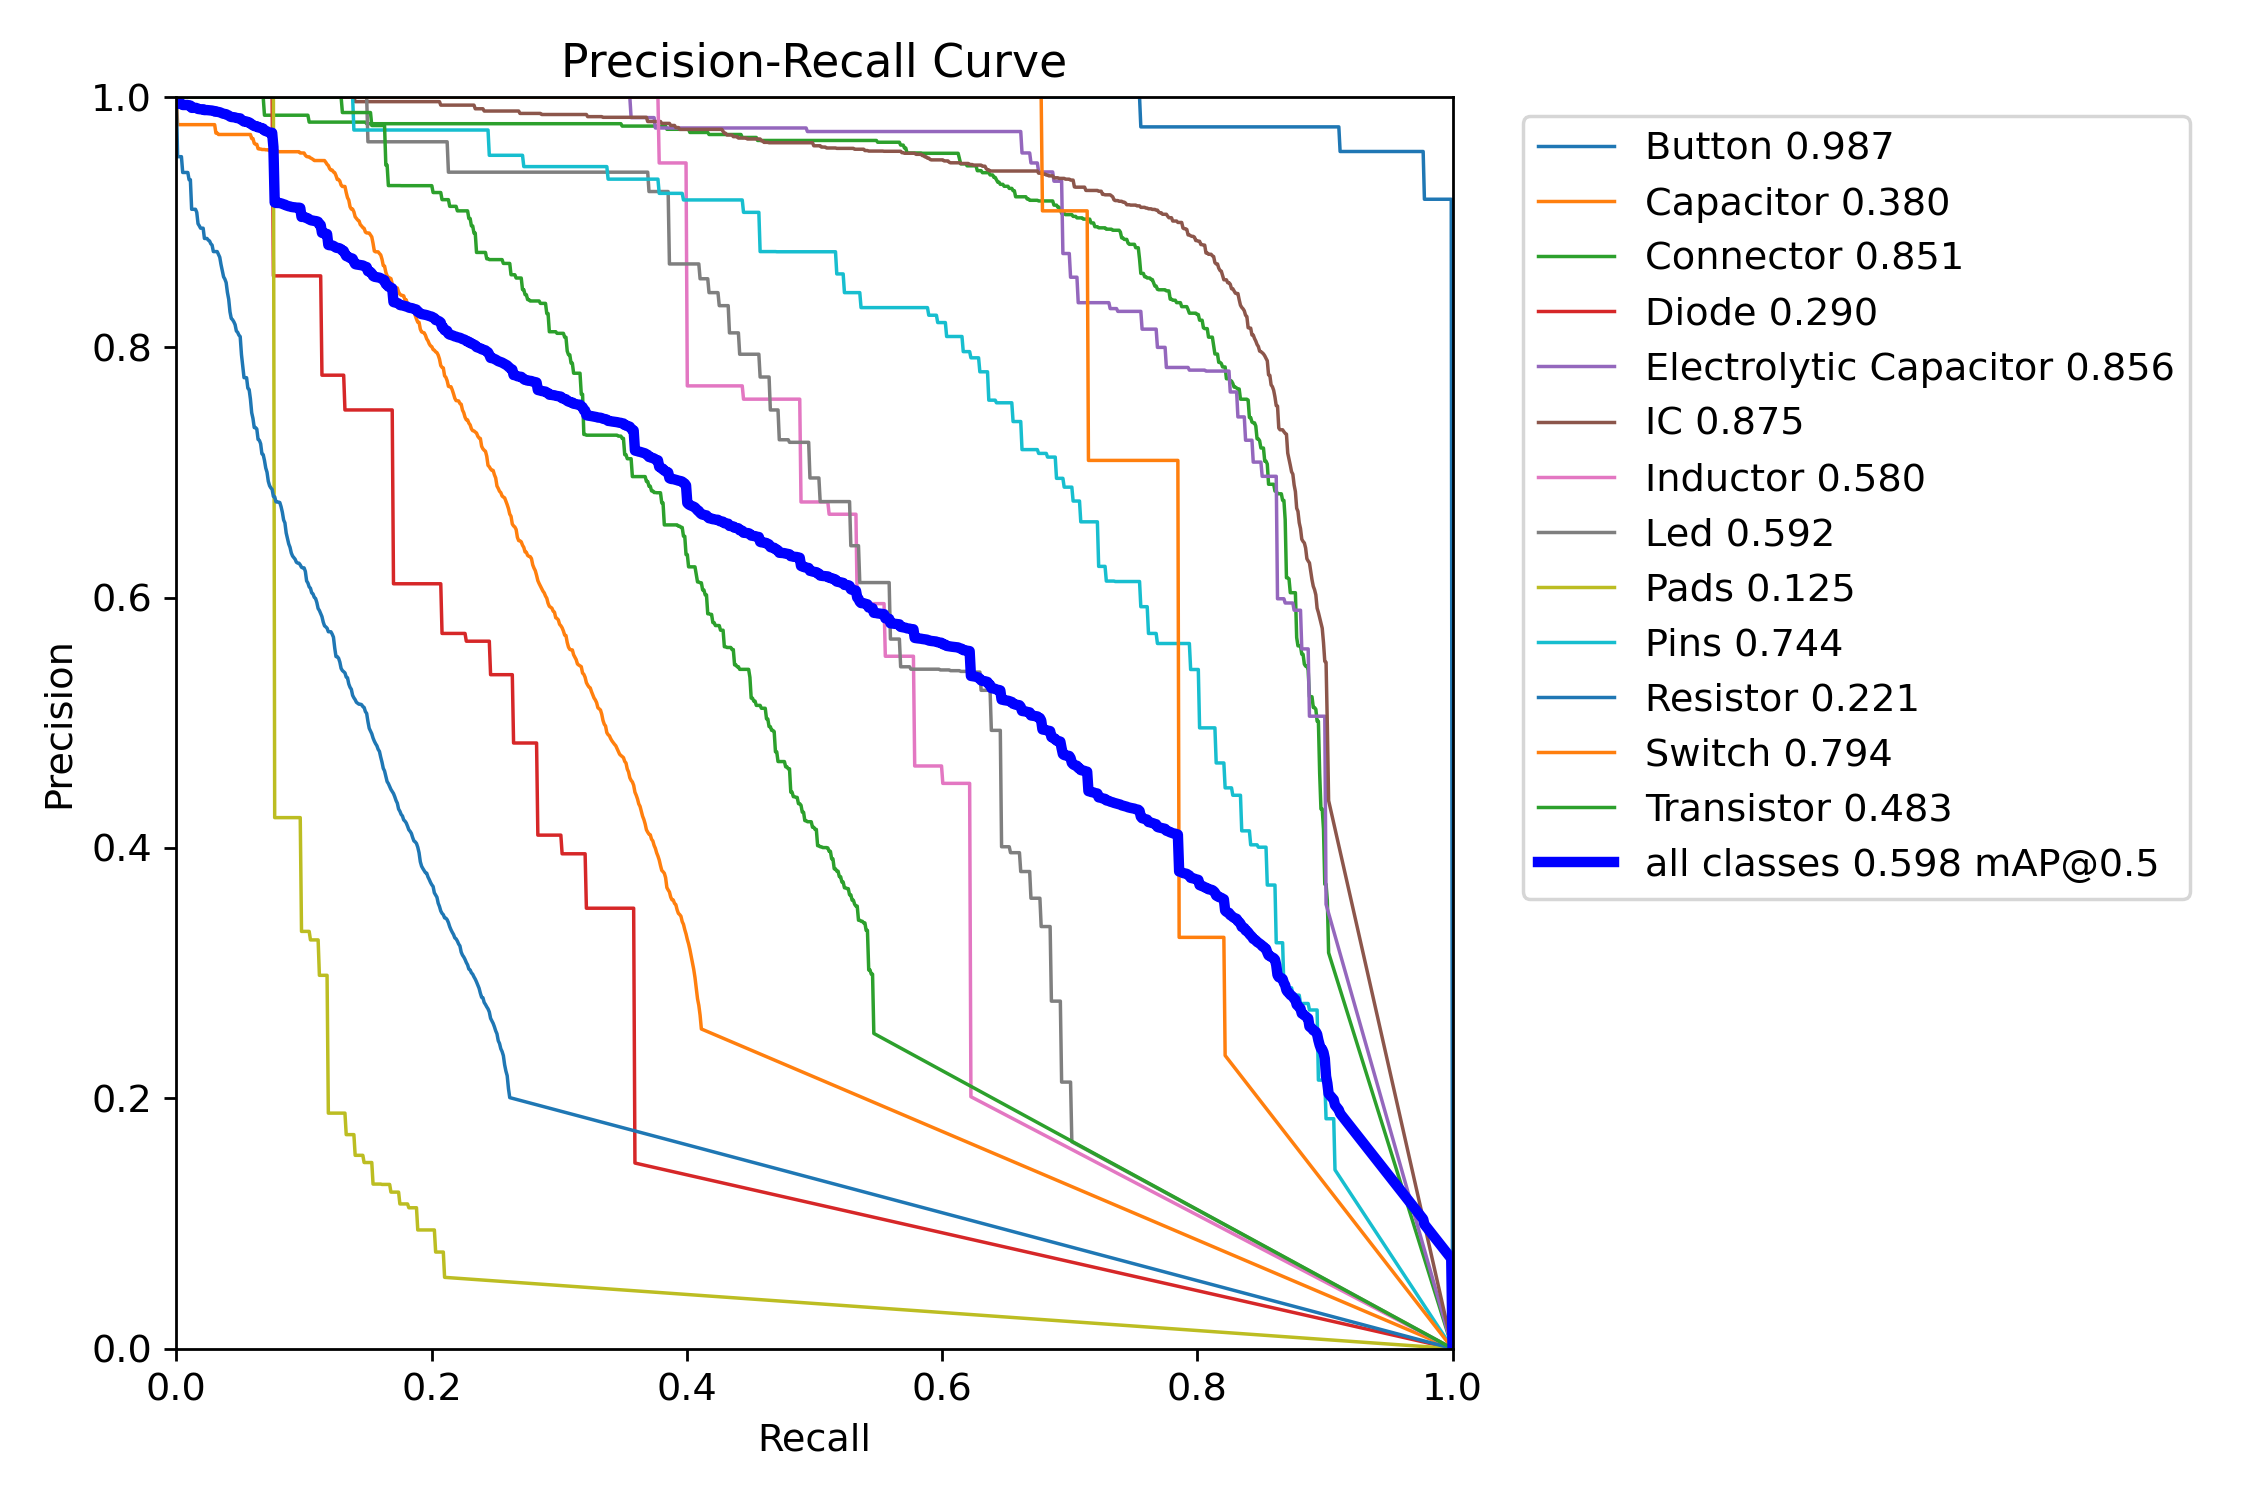 Precision-Recall Curve
1.0
0.8
0.6
0.4
0.2
0.0
Precision
0.0 0.2 0.4 0.6 0.8 1.0
Recall
Button 0.987
Capacitor 0.380
Connector 0.851
Diode 0.290
Electrolytic Capacitor 0.856
IC 0.875
Inductor 0.580
Led 0.592
Pads 0.125
Pins 0.744
Resistor 0.221
Switch 0.794
Transistor 0.483
all classes 0.598 mAP@0.5